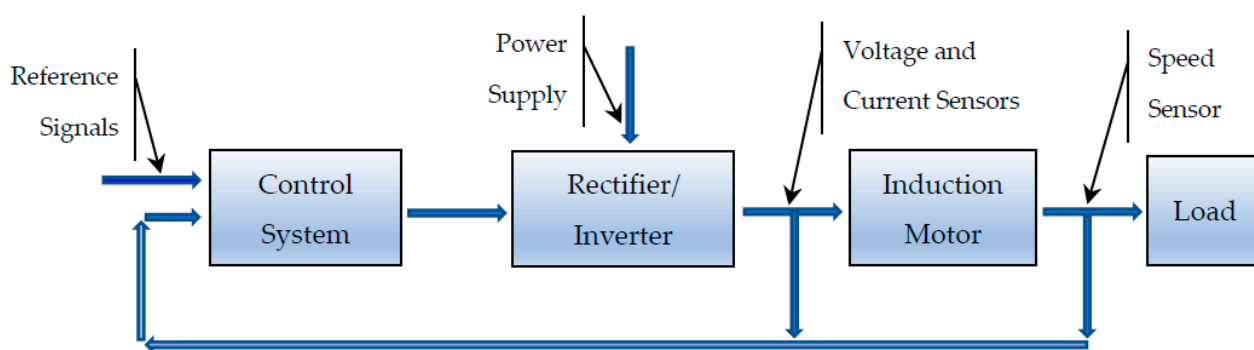 Reference
Signals
Power
Supply
Voltage and
Current Sensors
Speed
Sensor
Control
System
Rectifier/
Inverter
Induction
Motor
Load